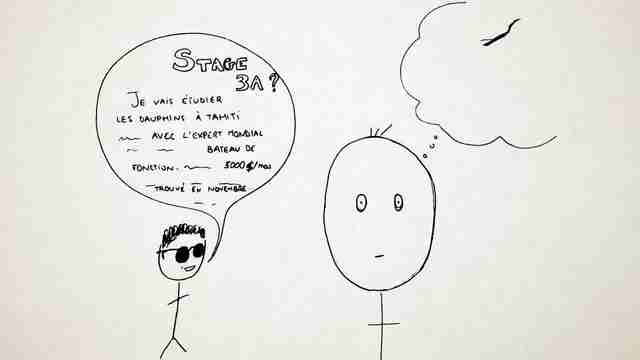 STAGE
3A ?
JE VAIS ÉTUDIER
LES DAUPHINS À TAHITI
AVEC L'EXPERT MONDIAL
BATEAU DE
FONCTION. 5000 $/MOIS
TROUVÉ EN NOVEMBRE